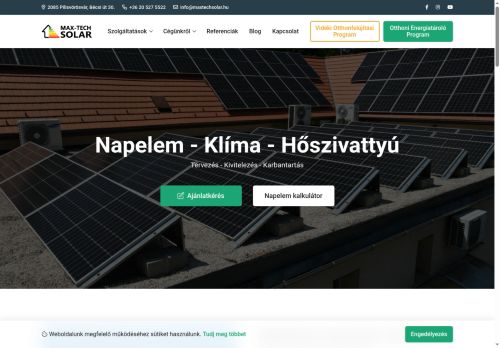 2085 Pilisvörösvár, Bécsi út 30.
+36 20 527 5522
info@maxtechsolar.hu
MAX-TECH
SOLAR
Szolgáltatások
Cégünkről
Referenciák
Blog
Kapcsolat
Vidéki Otthonfelújítási
Program
Otthoni Energiatároló
Program
Napelem - Klíma - Hőszivattyú
Tervezés - Kivitelezés - Karbantartás
Ajánlatkérés
Napelem kalkulátor
Weboldalunk megfelelő működéséhez sütiket használunk. Tudj meg többet
Engedélyezés